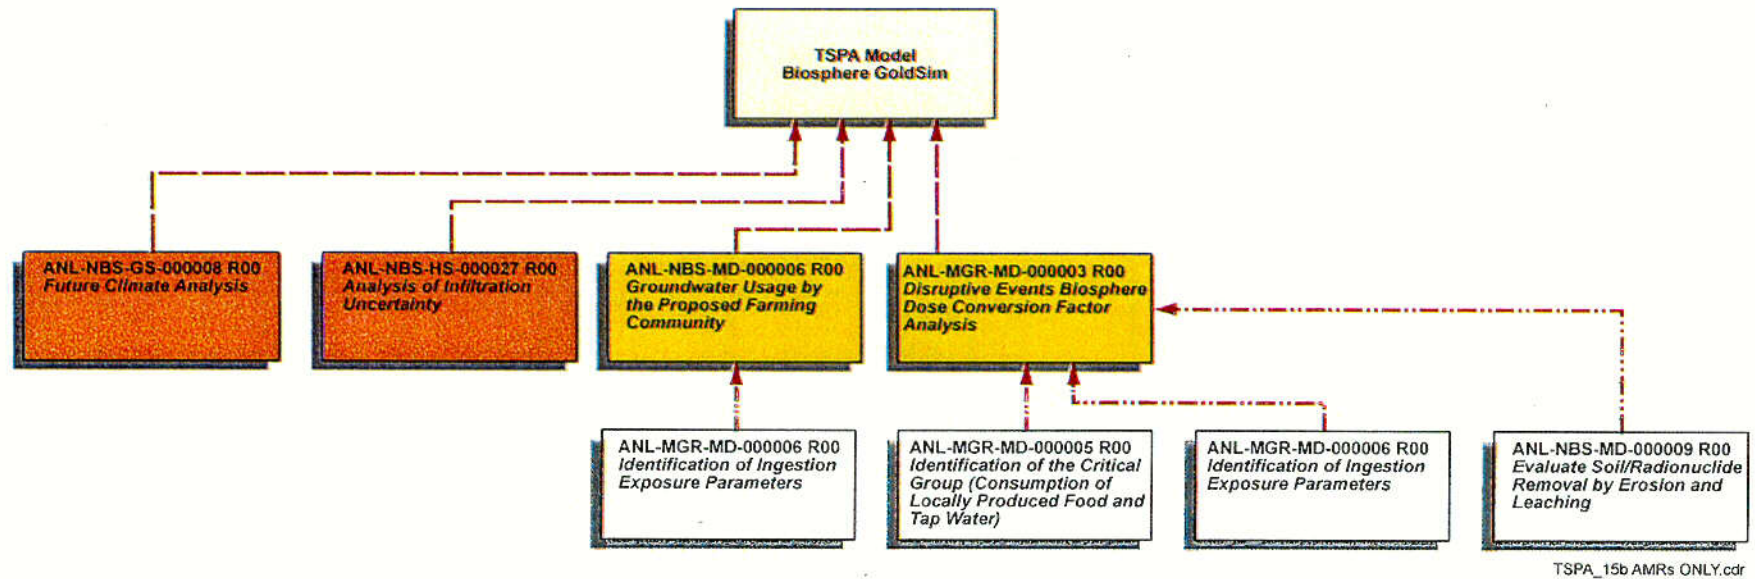 TSPA Model
Biosphere GoldSim
ANL-NBS-GS-000008 R00
Future Climate Analysis
ANL-NBS-HS-000027 R00
Analysis of Infiltration
Uncertainty
ANL-NBS-MD-000006 R00
Groundwater Usage by
the Proposed Farming
Community
ANL-MGR-MD-000003 R00
Disruptive Events Biosphere
Dose Conversion Factor
Analysis
ANL-MGR-MD-000006 R00
Identification of Ingestion
Exposure Parameters
ANL-MGR-MD-000005 R00
Identification of the Critical
Group (Consumption of
Locally Produced Food and
Tap Water)
ANL-MGR-MD-000006 R00
Identification of Ingestion
Exposure Parameters
ANL-NBS-MD-000009 R00
Evaluate Soil/Radionuclide
Removal by Erosion and
Leaching
TSPA_15b AMRs ONLY.cdr